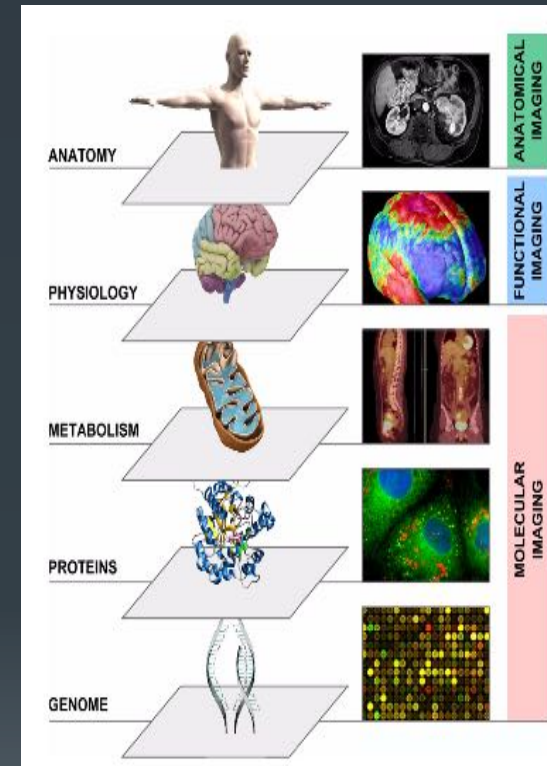 ANATOMY
ANATOMICAL
IMAGING
PHYSIOLOGY
FUNCTIONAL
IMAGING
METABOLISM
PROTEINS
GENOME
MOLECULAR
IMAGING